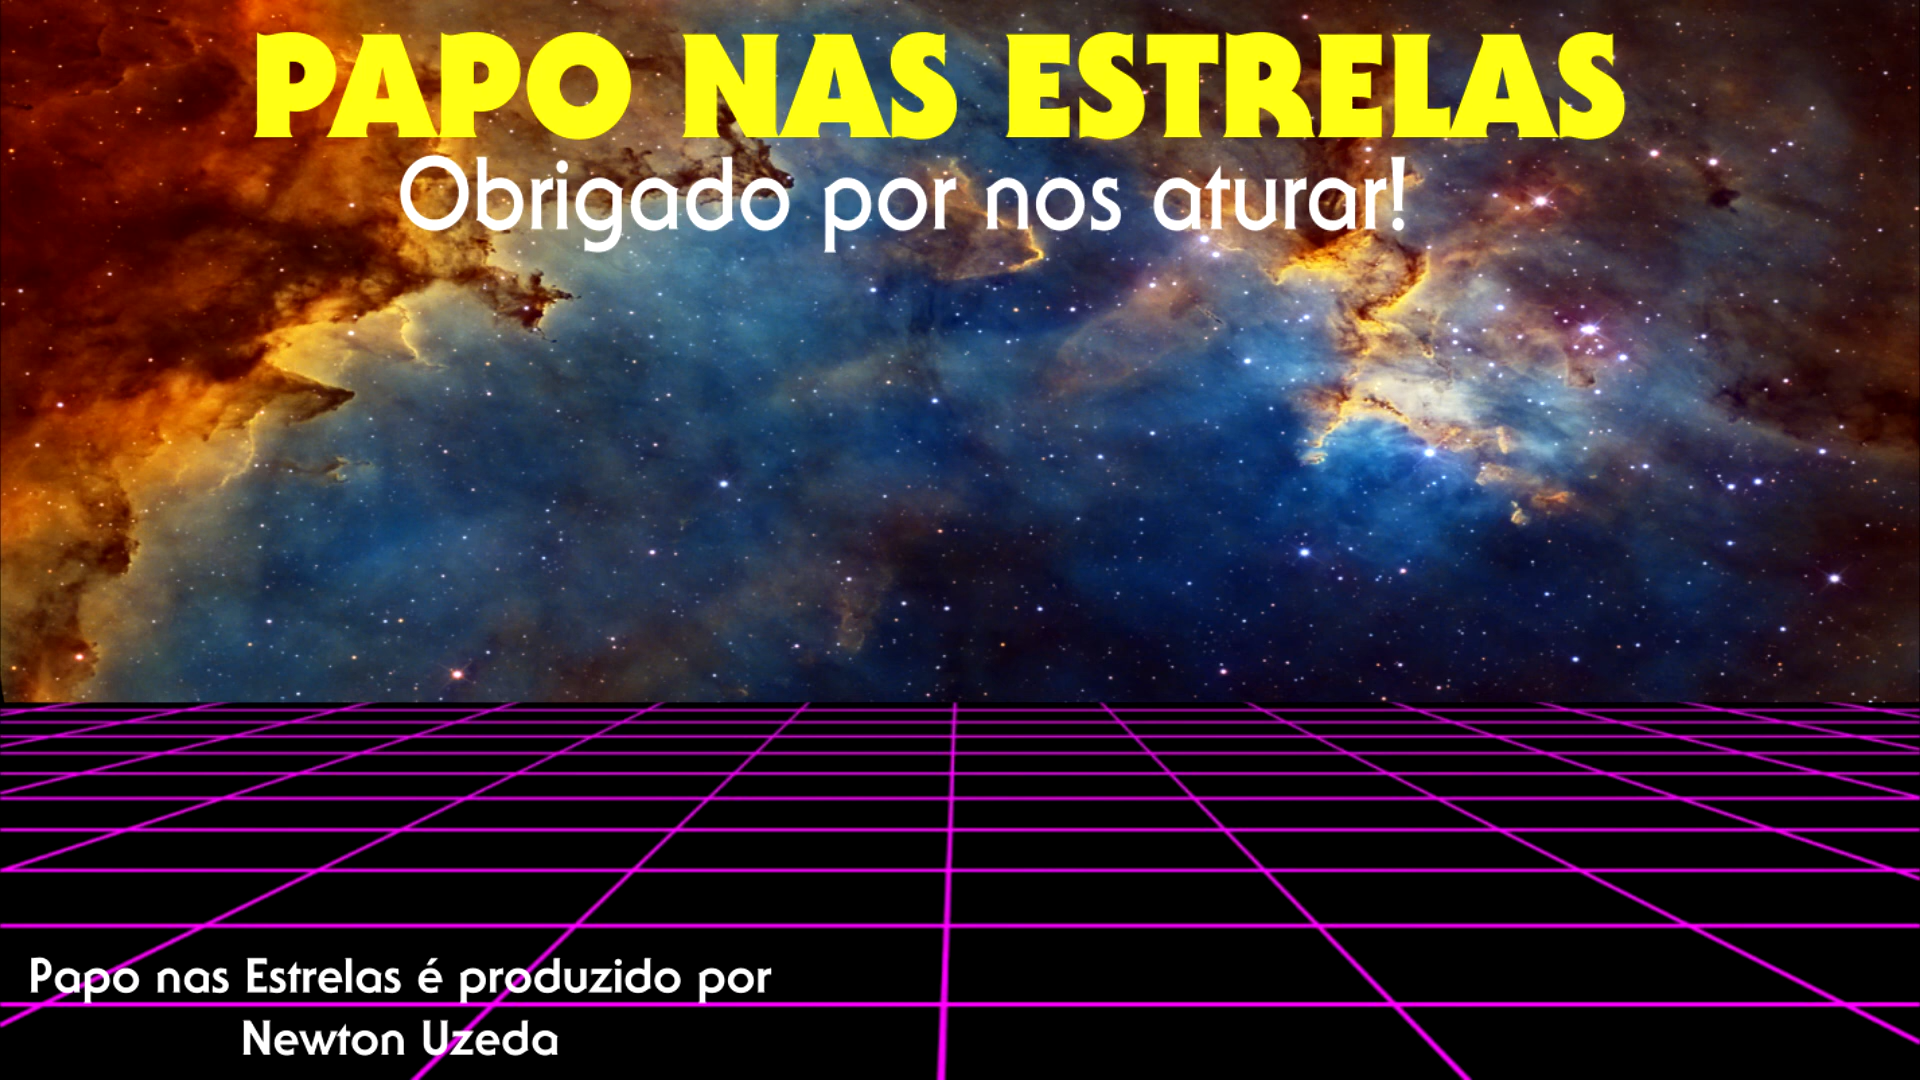 PAPO NAS ESTRELAS
Obrigado por nos aturar!
Papo nas Estrelas é produzido por
Newton Uzeda